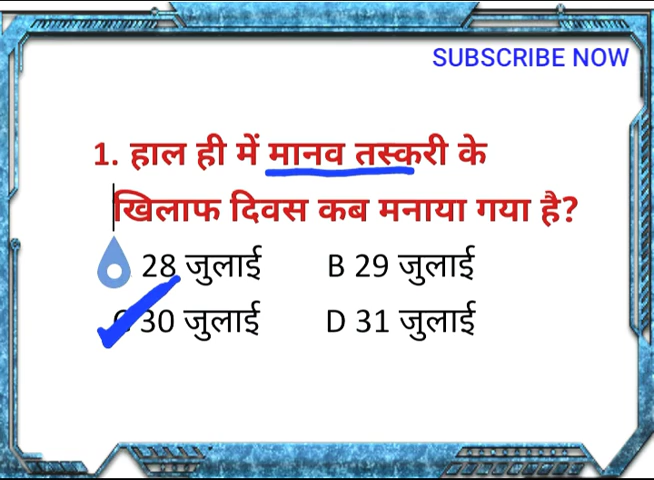 SUBSCRIBE NOW
1. हाल ही में मानव तस्करी के
खिलाफ दिवस कब मनाया गया है?
28 जुलाई B 29 जुलाई
C 30 जुलाई D 31 जुलाई